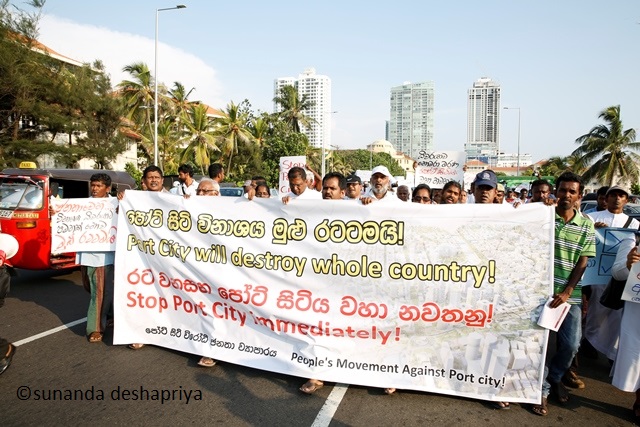 පෝට් සිටි විනාශය මුළු රටටමයි!
Port City will destroy whole country!
රට වනසන පෝට් සිටිය වහා නවතනු!
Stop Port City immediately!
පෝට් සිටි විරෝධී ජනතා ව්‍යාපාරය People's Movement Against Port city!
©sunanda deshapriya